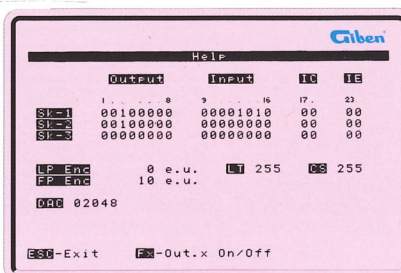 Giben
Help
Output Input IC IE
1 . . . . . . 8 9 . . . . . 16 17 . 23
Sk-1 00100000 00001010 00 00
Sk-2 00100000 00000000 00 00
Sk-3 00000000 00000000 00 00
LP Enc 0 e.u. LT 255 CS 255
FP Enc 10 e.u.
DAC 02048
ESC-Exit Fx-Out.x On/Off